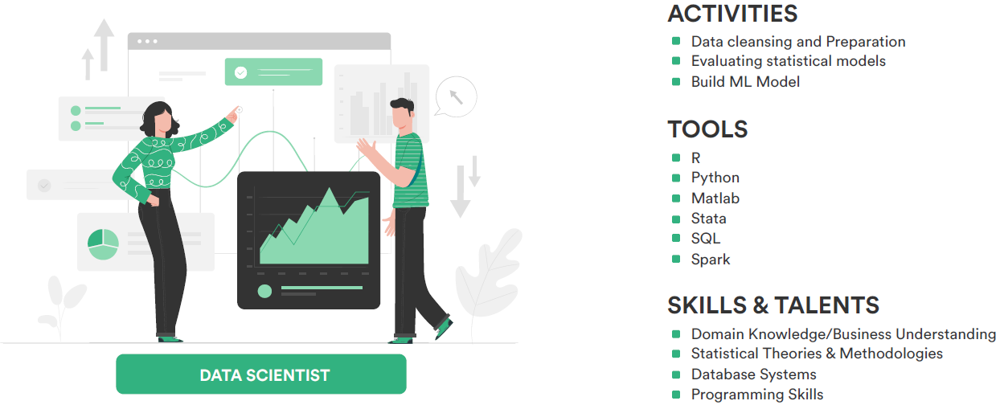 DATA SCIENTIST
ACTIVITIES
Data cleansing and Preparation
Evaluating statistical models
Build ML Model
TOOLS
R
Python
Matlab
Stata
SQL
Spark
SKILLS & TALENTS
Domain Knowledge/Business Understanding
Statistical Theories & Methodologies
Database Systems
Programming Skills